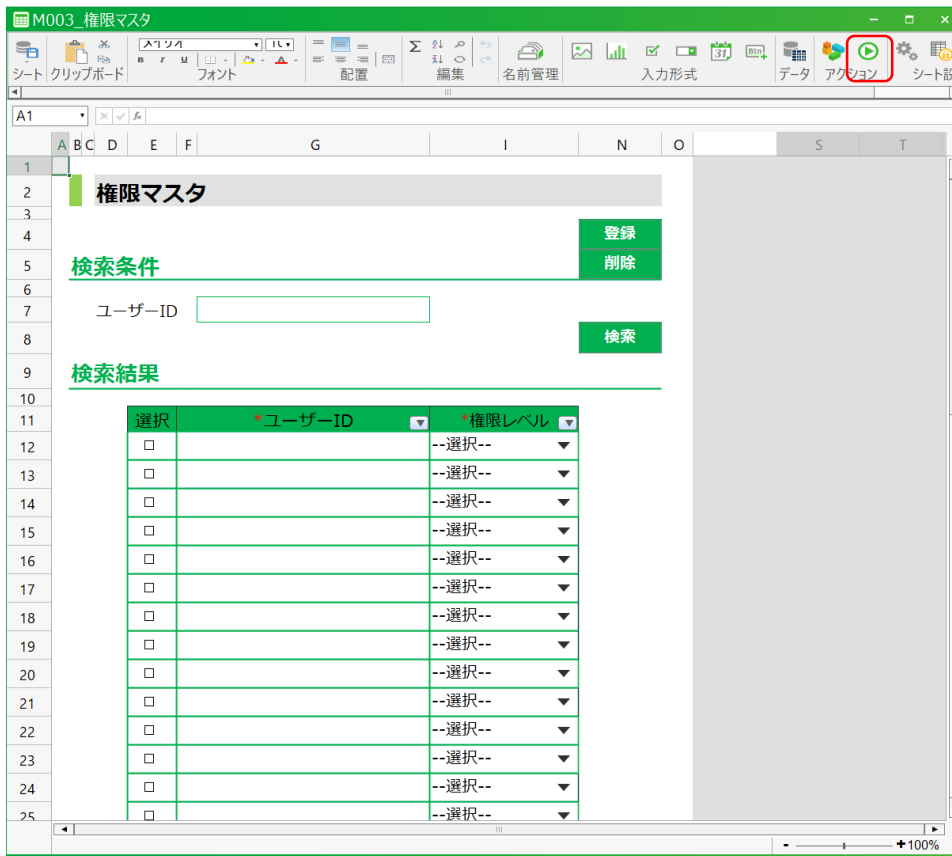 M003_権限マスタ
メイリオ
B I U
Σ
31
Btn
シート クリップボード フォント 配置 編集 名前管理 入力形式 データ アクション シート設
A1 fx
A B C D E F G I N O S T
1
2 権限マスタ
3
4 登録
5 検索条件 削除
6
7 ユーザーID
8 検索
9 検索結果
10
11 選択 *ユーザーID *権限レベル
12 --選択--
13 --選択--
14 --選択--
15 --選択--
16 --選択--
17 --選択--
18 --選択--
19 --選択--
20 --選択--
21 --選択--
22 --選択--
23 --選択--
24 --選択--
25 --選択--
- + 100%